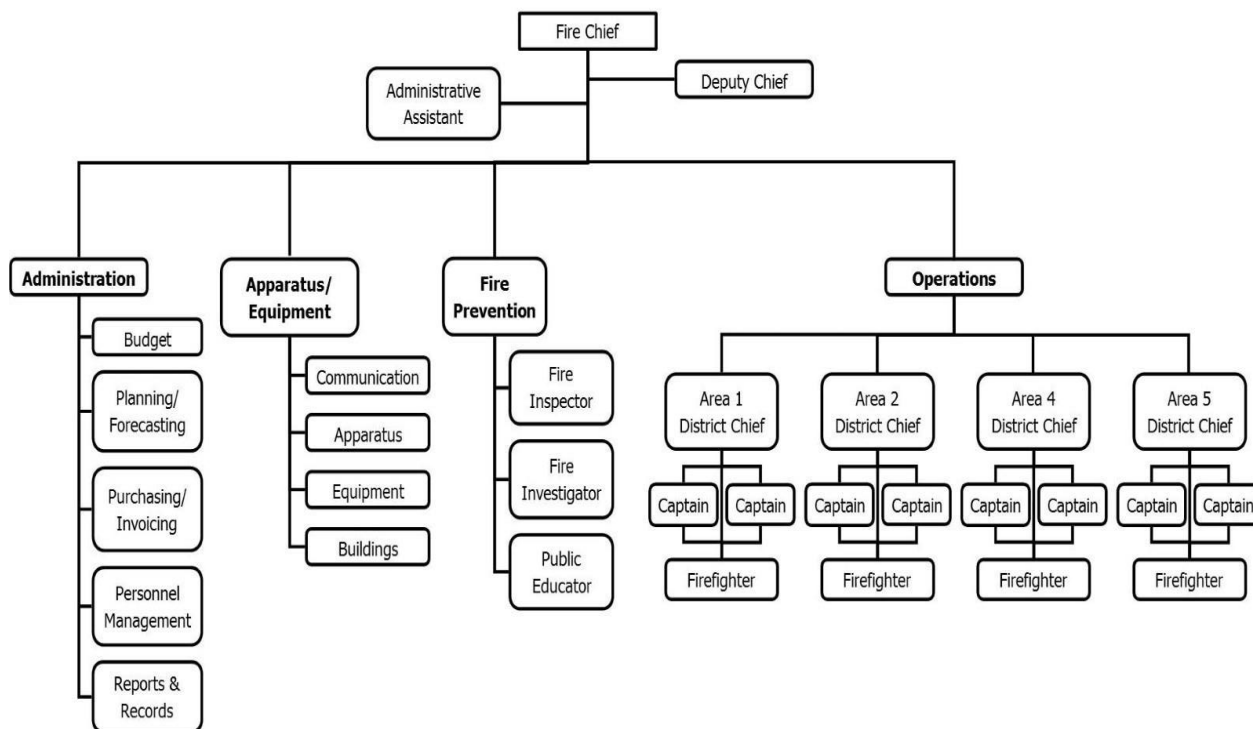 Fire Chief
Deputy Chief
Administrative
Assistant
Administration
Budget
Planning/
Forecasting
Purchasing/
Invoicing
Personnel
Management
Reports &
Records
Apparatus/
Equipment
Communication
Apparatus
Equipment
Buildings
Fire
Prevention
Fire
Inspector
Fire
Investigator
Public
Educator
Operations
Area 1
District Chief
Captain
Captain
Firefighter
Area 2
District Chief
Captain
Captain
Firefighter
Area 4
District Chief
Captain
Captain
Firefighter
Area 5
District Chief
Captain
Captain
Firefighter